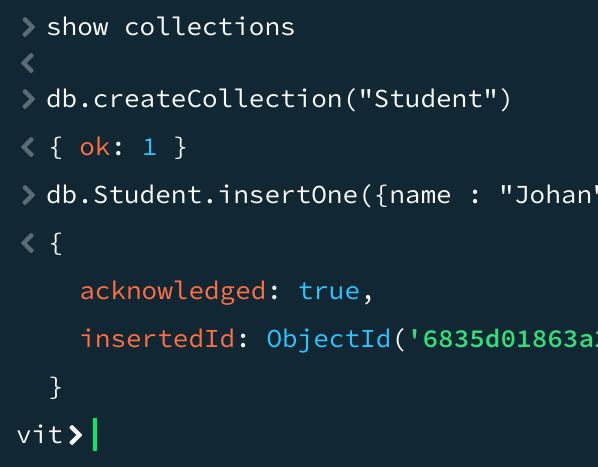 > show collections
<
> db.createCollection("Student")
< { ok: 1 }
> db.Student.insertOne({name : "Johan"
< {
acknowledged: true,
insertedId: ObjectId('6835d01863a
}
vit>